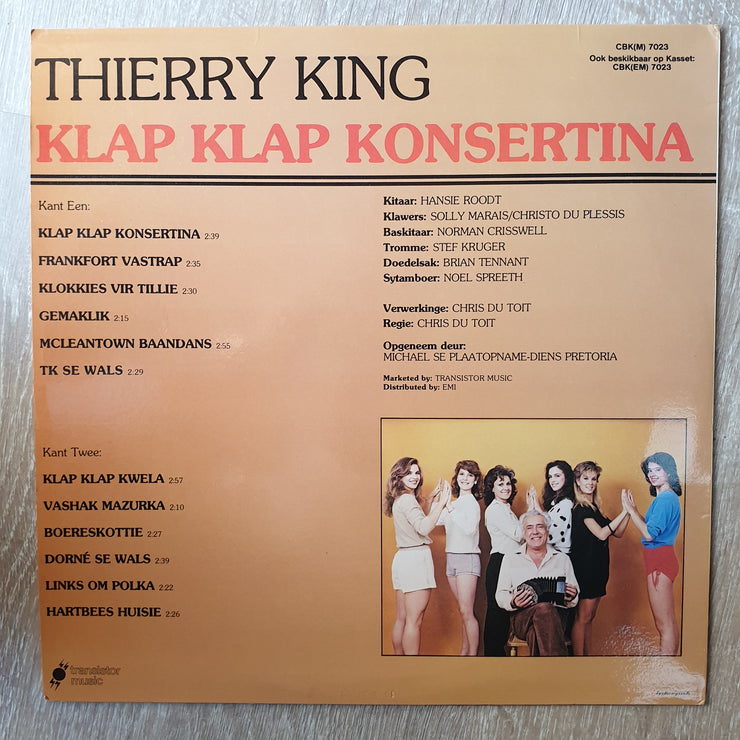 CBK(M) 7023
Ook beskikbaar op Kasset:
CBK(EM) 7023
THIERRY KING
KLAP KLAP KONSERTINA
Kant Een:
KLAP KLAP KONSERTINA 2:39
FRANKFORT VASTRAP 2:35
KLOKKIES VIR TILLIE 2:30
GEMAKLIK 2:15
MCLEANTOWN BAANDANS 2:55
TK SE WALS 2:29
Kant Twee:
KLAP KLAP KWELA 2:57
VASHAK MAZURKA 2:10
BOERESKOTTIE 2:27
DORNÉ SE WALS 2:39
LINKS OM POLKA 2:22
HARTBEES HUISIE 2:26
transistor
music
Kitaar: HANSIE ROODT
Klawers: SOLLY MARAIS/CHRISTO DU PLESSIS
Baskitaar: NORMAN CRISSWELL
Tromme: STEF KRUGER
Doedelsak: BRIAN TENNANT
Sytamboer: NOEL SPREETH
Verwerkinge: CHRIS DU TOIT
Regie: CHRIS DU TOIT
Opgeneem deur:
MICHAEL SE PLAATOPNAME-DIENS PRETORIA
Marketed by: TRANSISTOR MUSIC
Distributed by: EMI